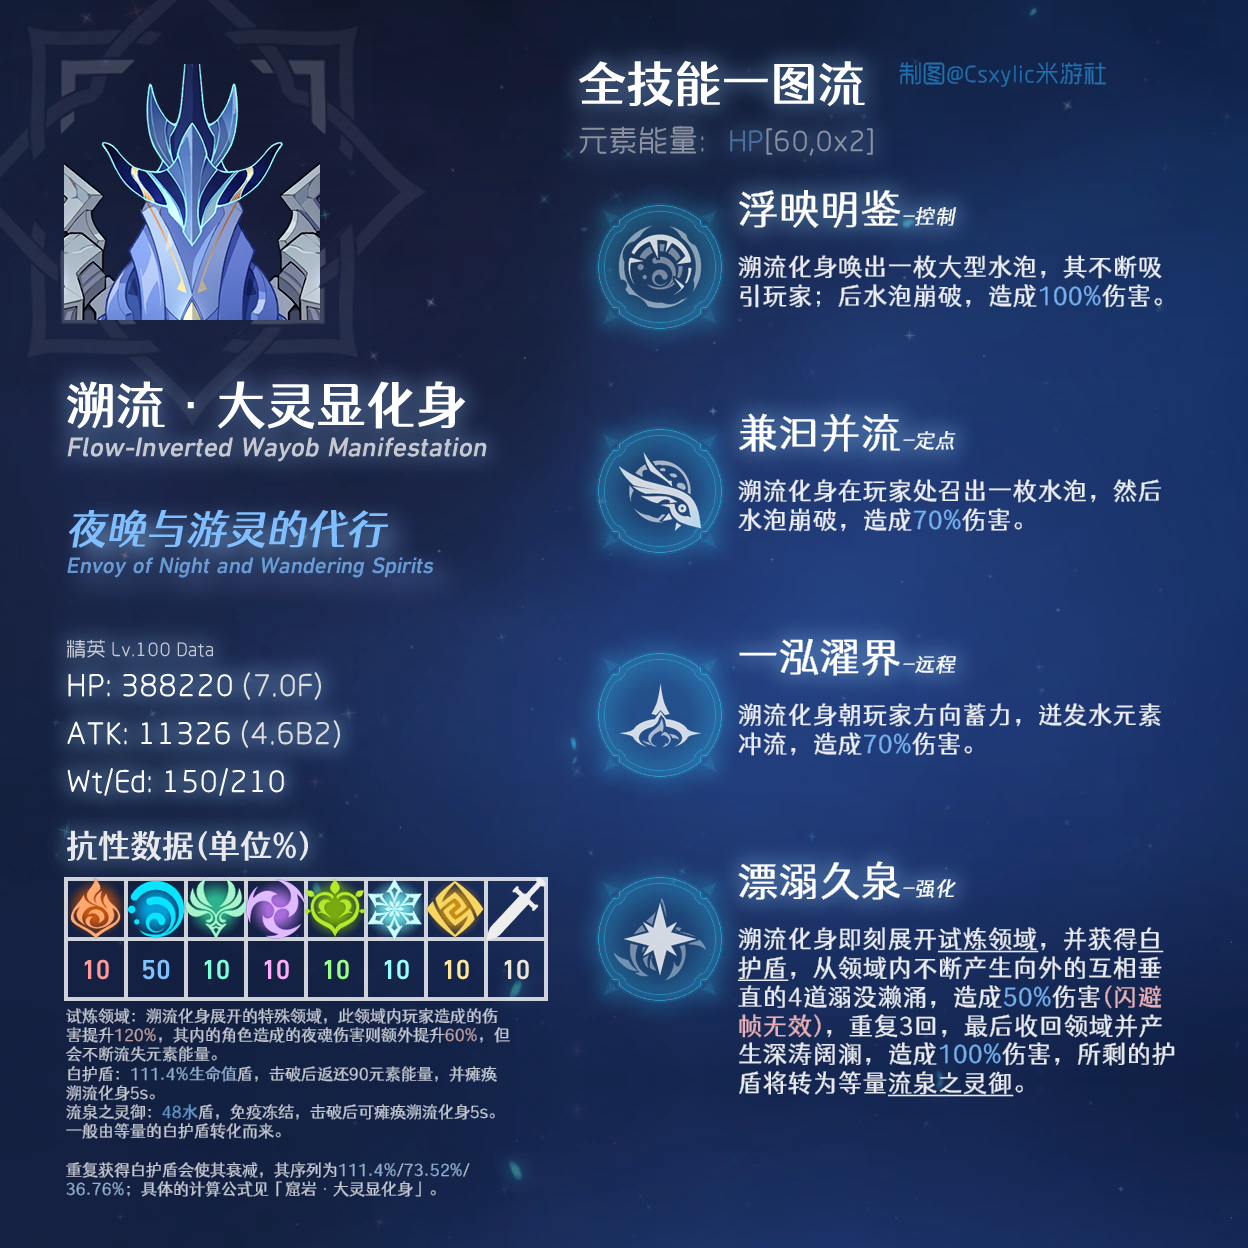 全技能一图流
制图@Csxylic米游社
元素能量: HP[60,0x2]
浮映明鉴-控制
溯流化身唤出一枚大型水泡，其不断吸
引玩家；后水泡崩破，造成100%伤害。
兼汩并流-定点
溯流化身在玩家处召出一枚水泡，然后
水泡崩破，造成70%伤害。
一泓濯界-远程
溯流化身朝玩家方向蓄力，迸发水元素
冲流，造成70%伤害。
漂溺久泉-强化
溯流化身即刻展开试炼领域，并获得白
护盾，从领域内不断产生向外的互相垂
直的4道溺没濑涌，造成50%伤害(闪避
帧无效)，重复3回，最后收回领域并产
生深涛阔澜，造成100%伤害，所剩的护
盾将转为等量流泉之灵御。
溯流·大灵显化身
Flow-Inverted Wayob Manifestation
夜晚与游灵的代行
Envoy of Night and Wandering Spirits
精英 Lv.100 Data
HP: 388220 (7.0F)
ATK: 11326 (4.6B2)
Wt/Ed: 150/210
抗性数据(单位%)
10 50 10 10 10 10 10 10
试炼领域：溯流化身展开的特殊领域，此领域内玩家造成的伤
害提升120%，其内的角色造成的夜魂伤害则额外提升60%，但
会不断流失元素能量。
白护盾：111.4%生命值盾，击破后返还90元素能量，并瘫痪
溯流化身5s。
流泉之灵御：48水盾，免疫冻结，击破后可瘫痪溯流化身5s。
一般由等量的白护盾转化而来。
重复获得白护盾会使其衰减，其序列为111.4%/73.52%/
36.76%；具体的计算公式见「窟岩·大灵显化身」。